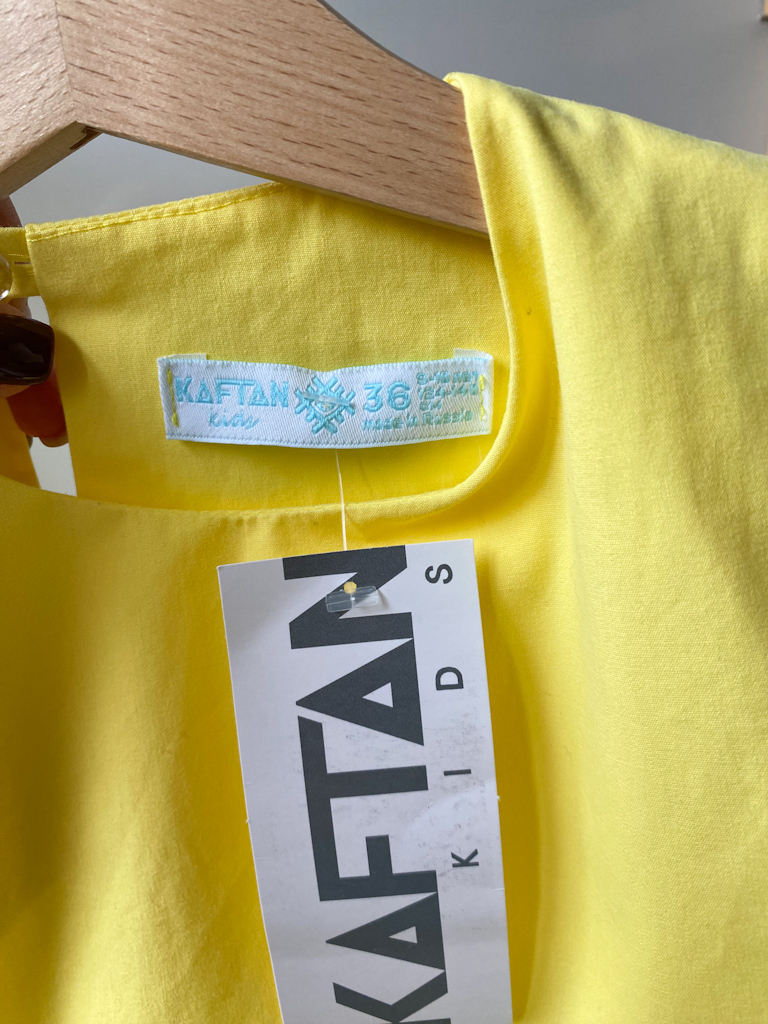 KAFTAN
Kids
36
Made in Russia
KAFTAN
KIDS